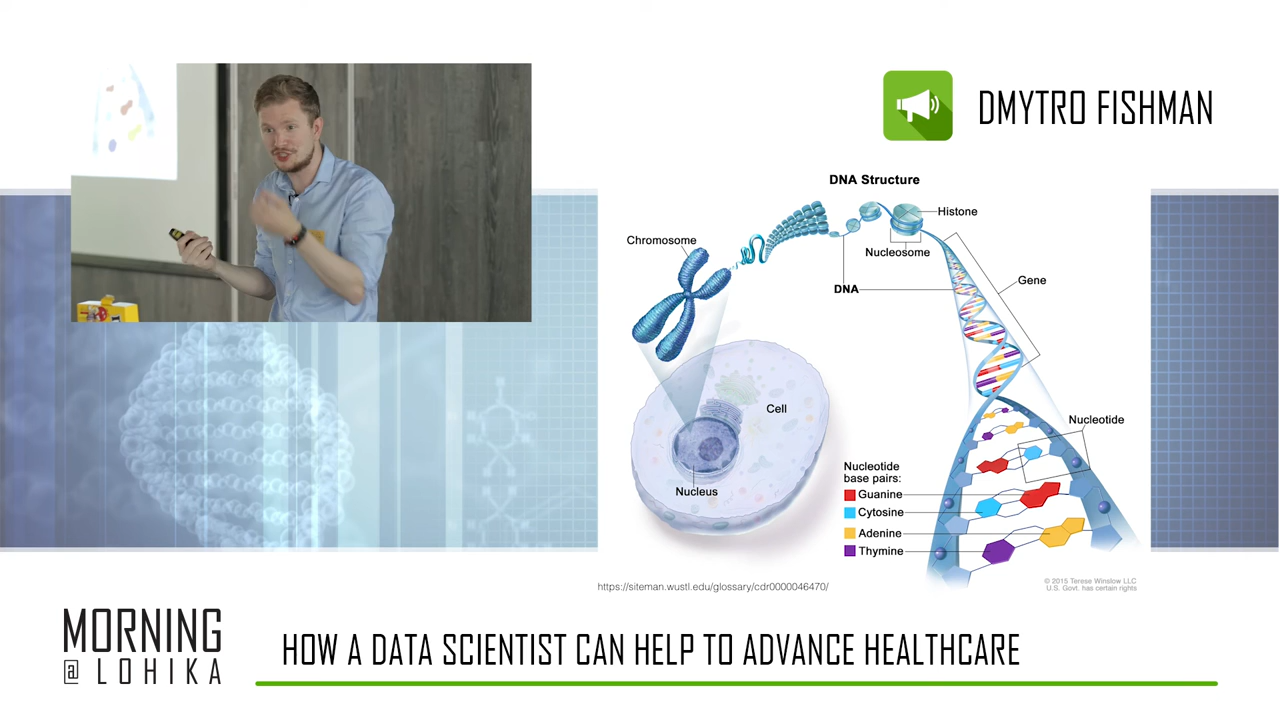 DMYTRO FISHMAN
DNA Structure
Histone
Chromosome
Nucleosome
Gene
DNA
Cell
Nucleotide
Nucleotide
base pairs:
Guanine
Nucleus
Cytosine
Adenine
Thymine
© 2015 Terese Winslow LLC
U.S. Govt. has certain rights
https://siteman.wustl.edu/glossary/cdr0000046470/
MORNING
@ LOHIKA
HOW A DATA SCIENTIST CAN HELP TO ADVANCE HEALTHCARE